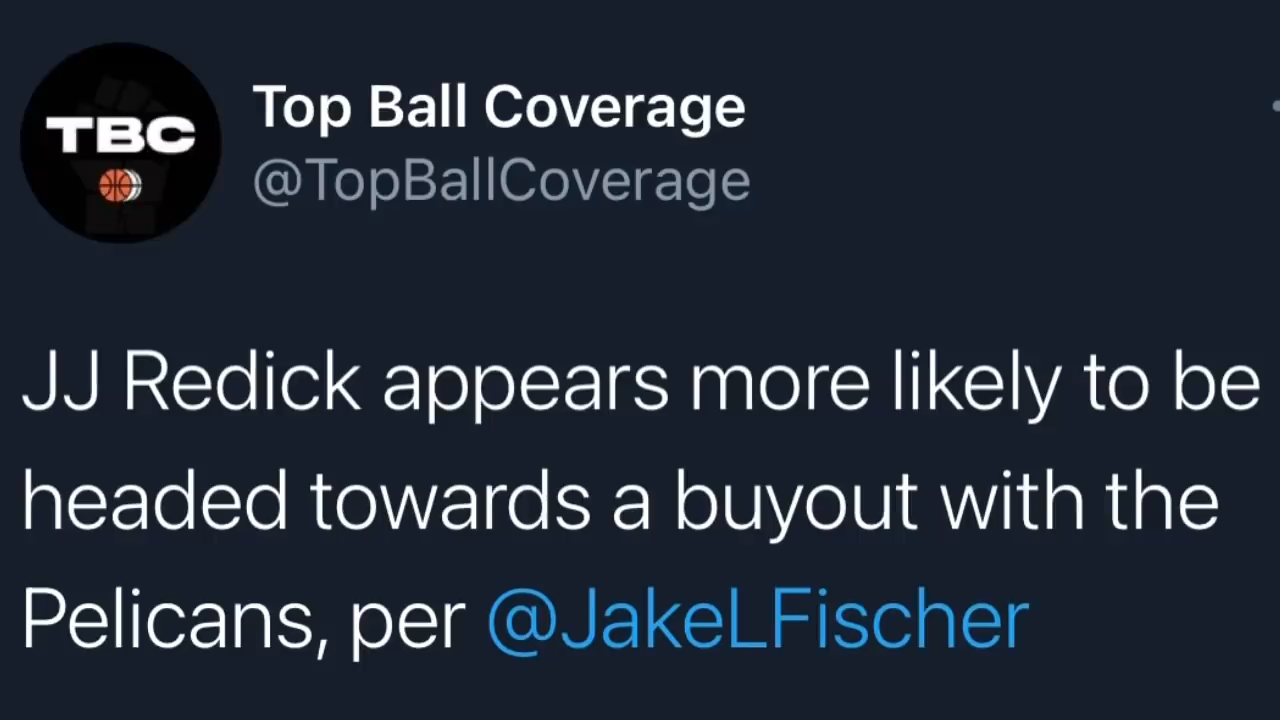 TBC
Top Ball Coverage
@TopBallCoverage
JJ Redick appears more likely to be
headed towards a buyout with the
Pelicans, per @JakeLFischer